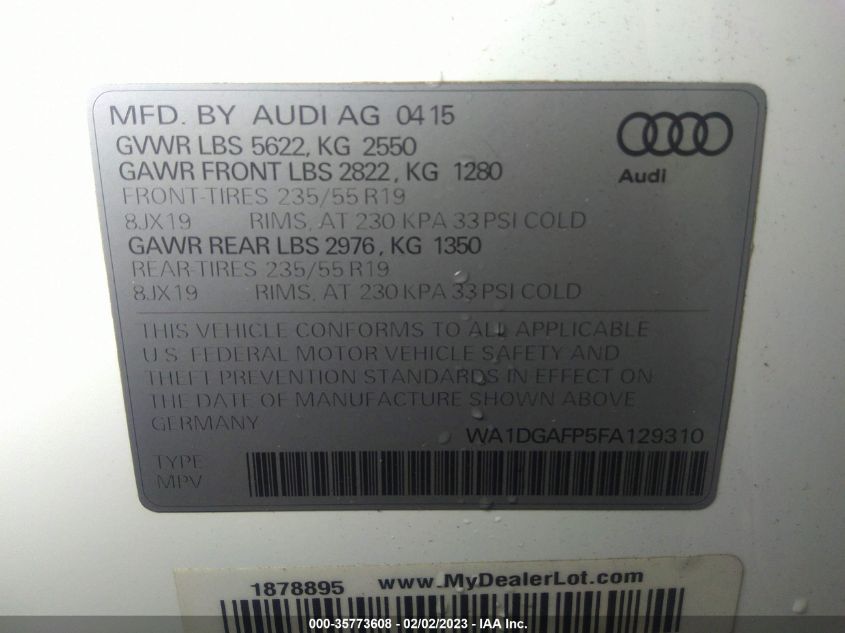 MFD. BY AUDI AG 04 15
GVWR LBS 5622, KG 2550
GAWR FRONT LBS 2822, KG 1280
FRONT-TIRES 235/55 R19
8JX19 RIMS, AT 230 KPA 33 PSI COLD
GAWR REAR LBS 2976, KG 1350
REAR-TIRES 235/55 R19
8JX19 RIMS, AT 230 KPA 33 PSI COLD
Audi
THIS VEHICLE CONFORMS TO ALL APPLICABLE
U.S. FEDERAL MOTOR VEHICLE SAFETY AND
THEFT PREVENTION STANDARDS IN EFFECT ON
THE DATE OF MANUFACTURE SHOWN ABOVE
GERMANY
WA1DGAFP5FA129310
TYPE
MPV
1878895 www.MyDealerLot.com
000-35773608 - 02/02/2023 - IAA Inc.